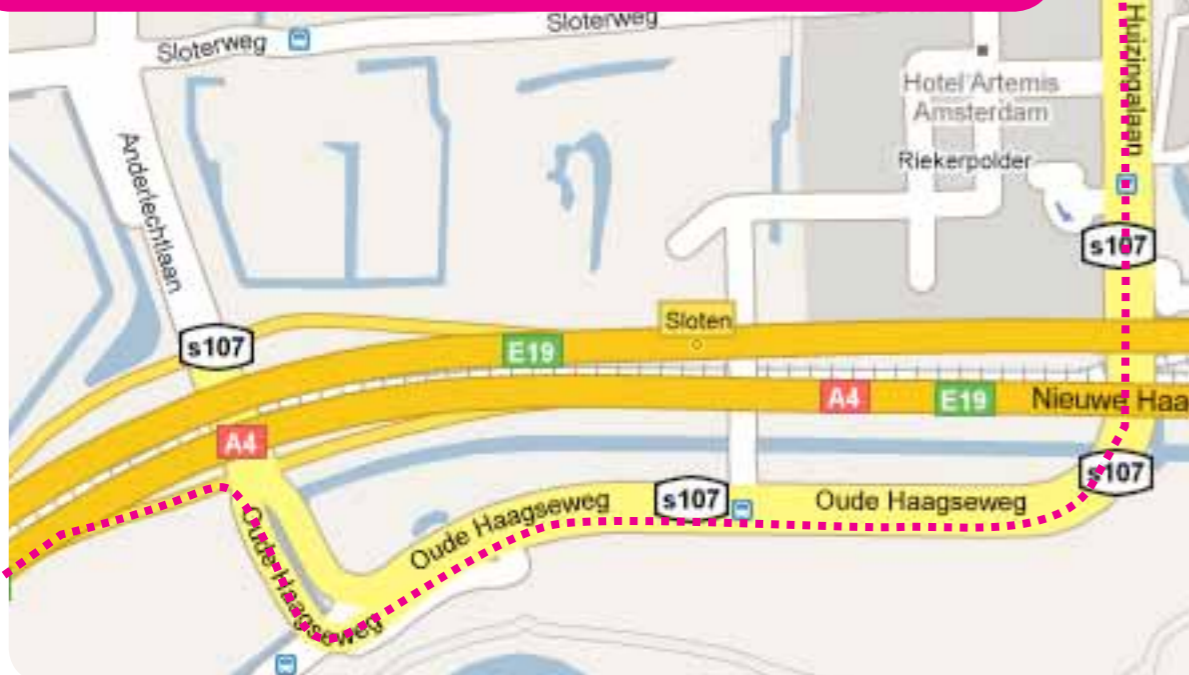 Sloterweg
Sloterweg
Huizingalaan
Hotel Artemis
Amsterdam
Anderlechtlaan
Riekerpolder
s107
Sloten
s107
E19
A4
E19
Nieuwe Haa
A4
s107
s107
Oude Haagseweg
Oude Haagseweg
Oude Haagseweg